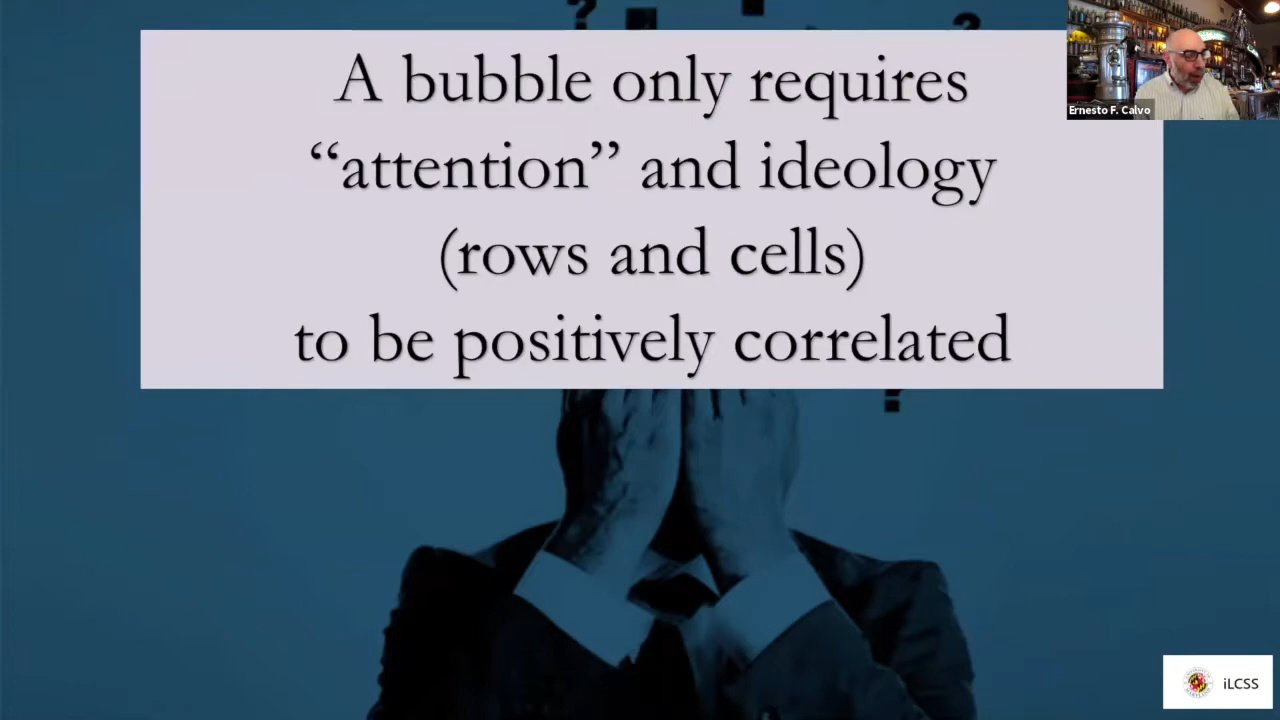 A bubble only requires
“attention” and ideology
(rows and cells)
to be positively correlated
Ernesto F. Calvo
iLCSS